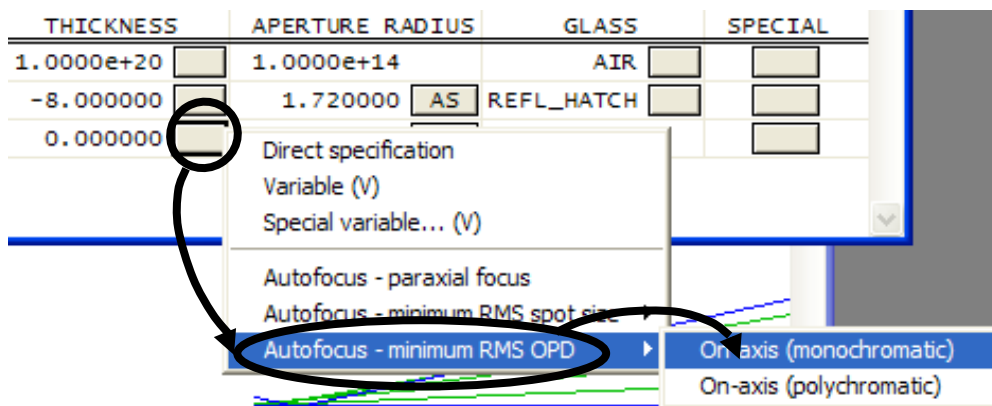 THICKNESS APERTURE RADIUS GLASS SPECIAL
1.0000e+20 1.0000e+14 AIR
-8.000000 1.720000 AS REFL_HATCH
0.000000
Direct specification
Variable (V)
Special variable... (V)
Autofocus - paraxial focus
Autofocus - minimum RMS spot size
Autofocus - minimum RMS OPD On-axis (monochromatic)
On-axis (polychromatic)